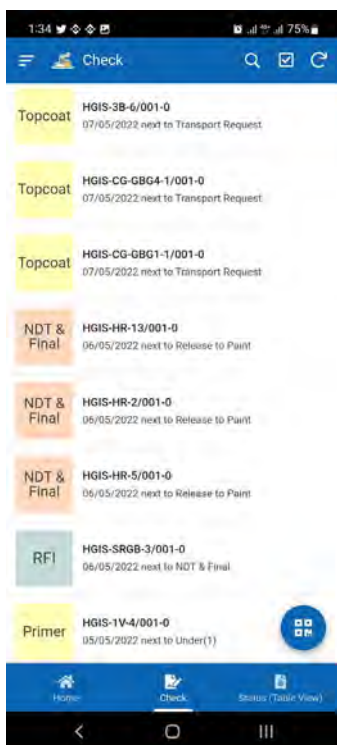 1:34 75%
Check
Topcoat
HGIS-3B-6/001-0
07/05/2022 next to Transport Request
Topcoat
HGIS-CG-GBG4-1/001-0
07/05/2022 next to Transport Request
Topcoat
HGIS-CG-GBG1-1/001-0
07/05/2022 next to Transport Request
NDT &
Final
HGIS-HR-13/001-0
06/05/2022 next to Release to Paint
NDT &
Final
HGIS-HR-2/001-0
06/05/2022 next to Release to Paint
NDT &
Final
HGIS-HR-5/001-0
06/05/2022 next to Release to Paint
RFI
HGIS-SRGB-3/001-0
06/05/2022 next to NDT & Final
Primer
HGIS-1V-4/001-0
05/05/2022 next to Under(1)
Home Check Status (Table View)